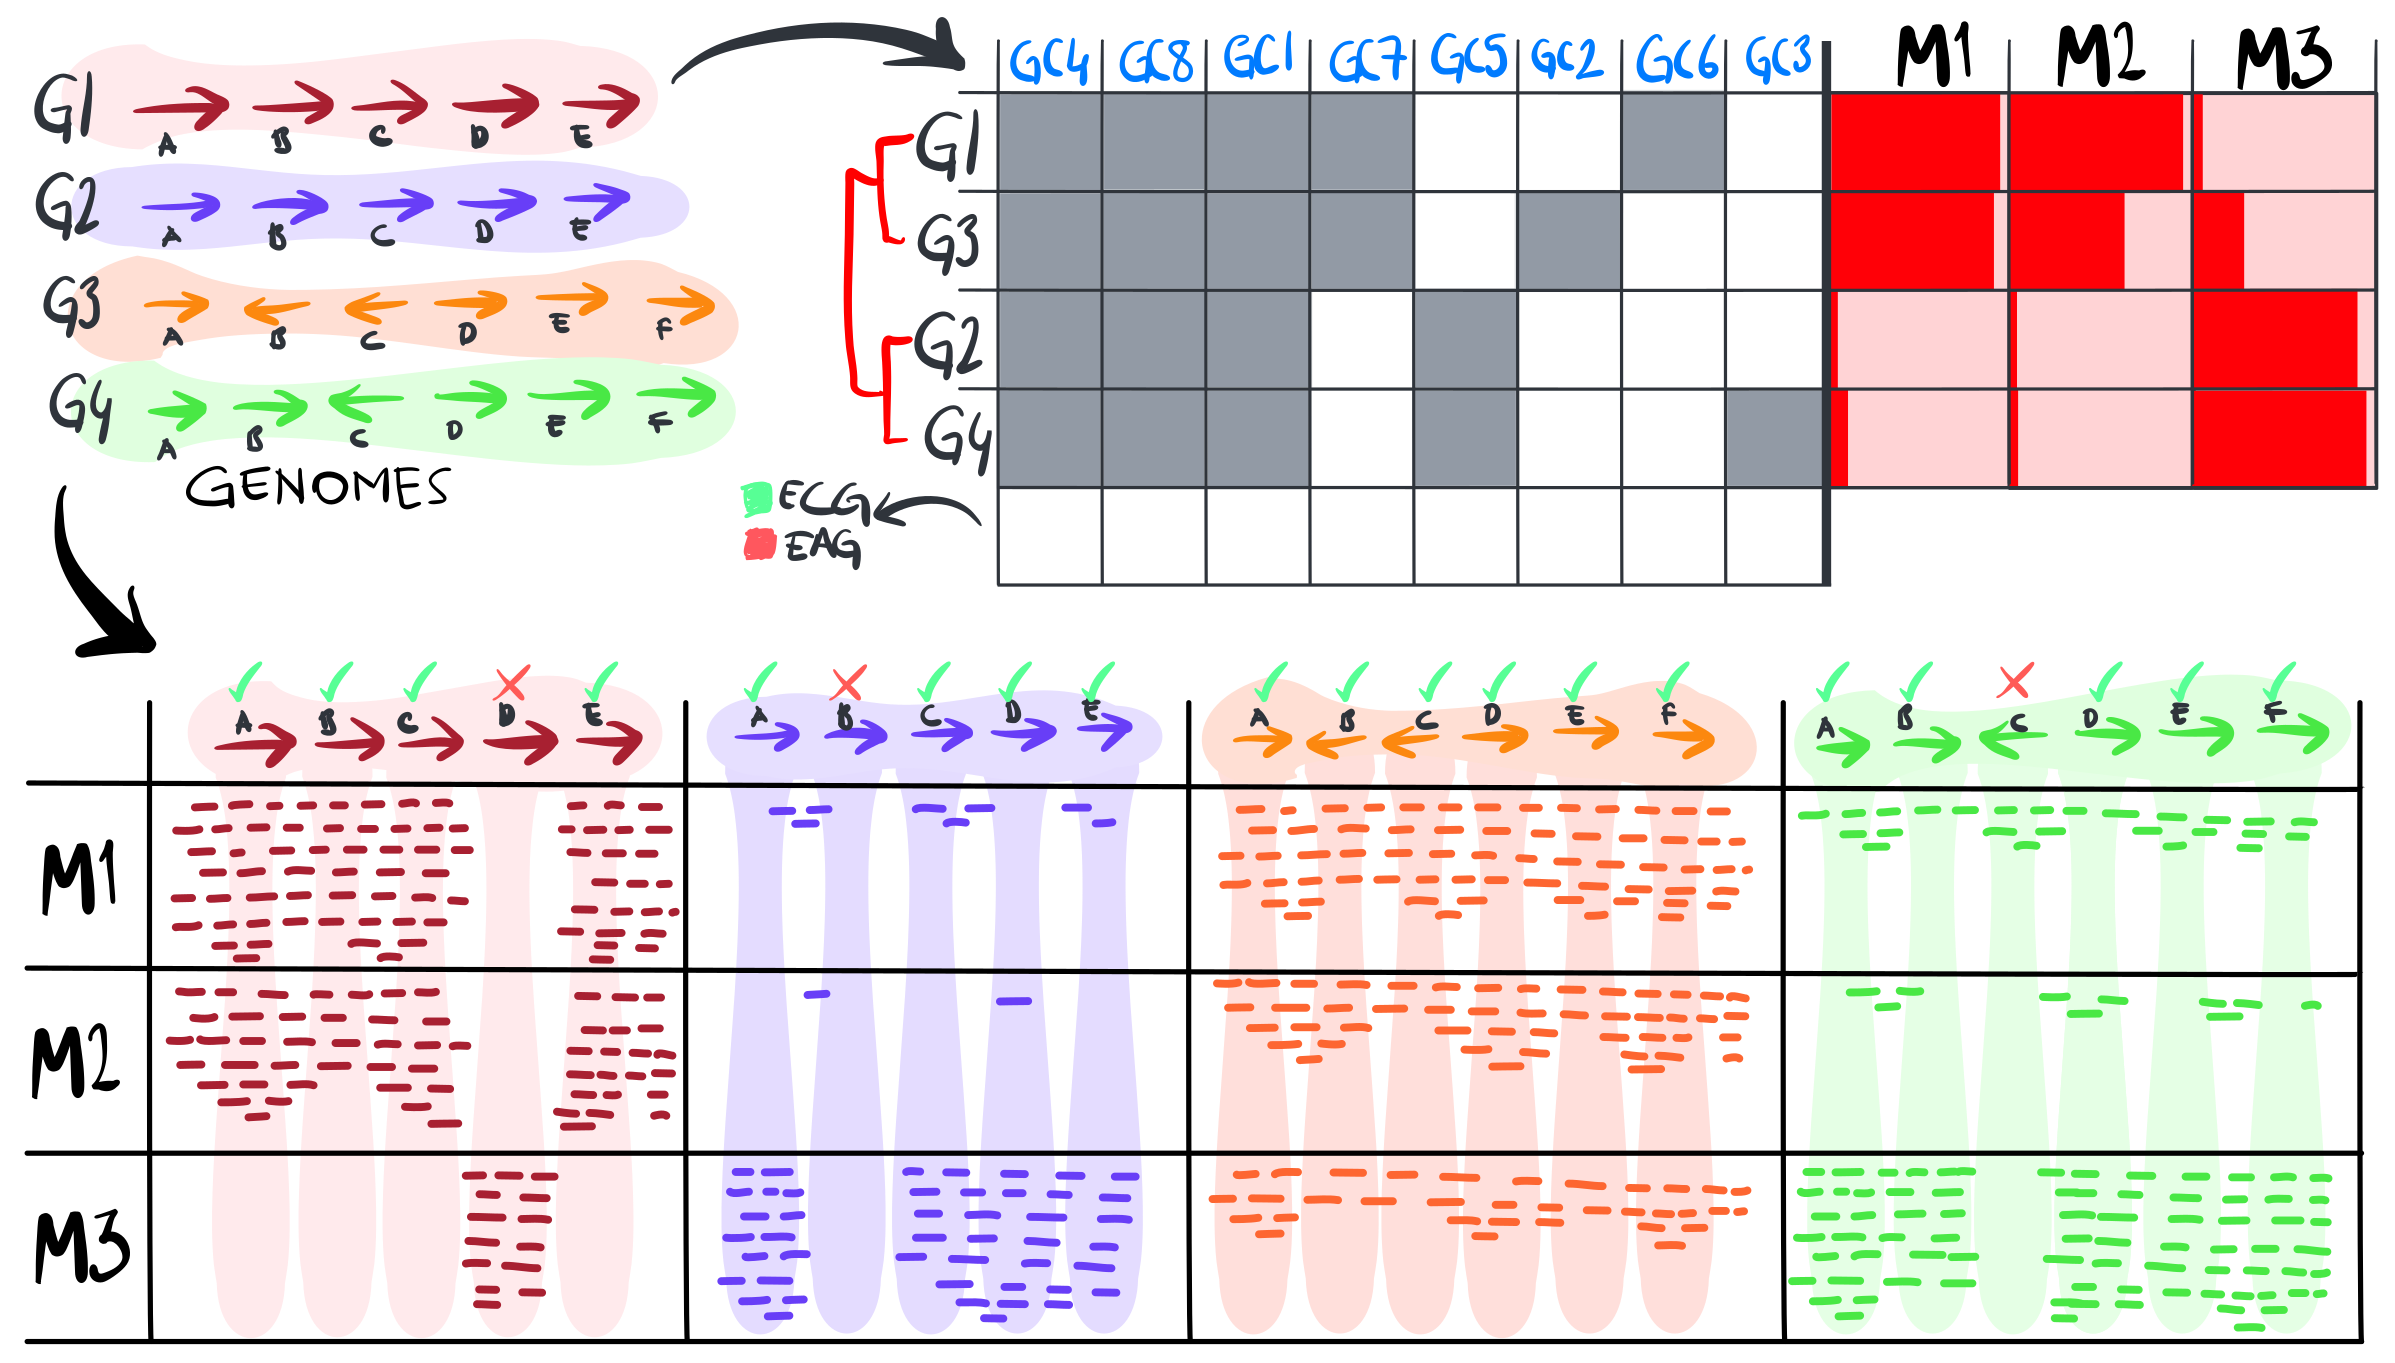 G1
A B C D E
G2
A B C D E
G3
A B C D E F
G4
A B C D E F
GENOMES
GC4 GC8 GC1 GC7 GC5 GC2 GC6 GC3 M1 M2 M3
G1
G3
G2
G4
ECG
EAG
A B C D E A B C D E A B C D E F A B C D E F
M1
M2
M3